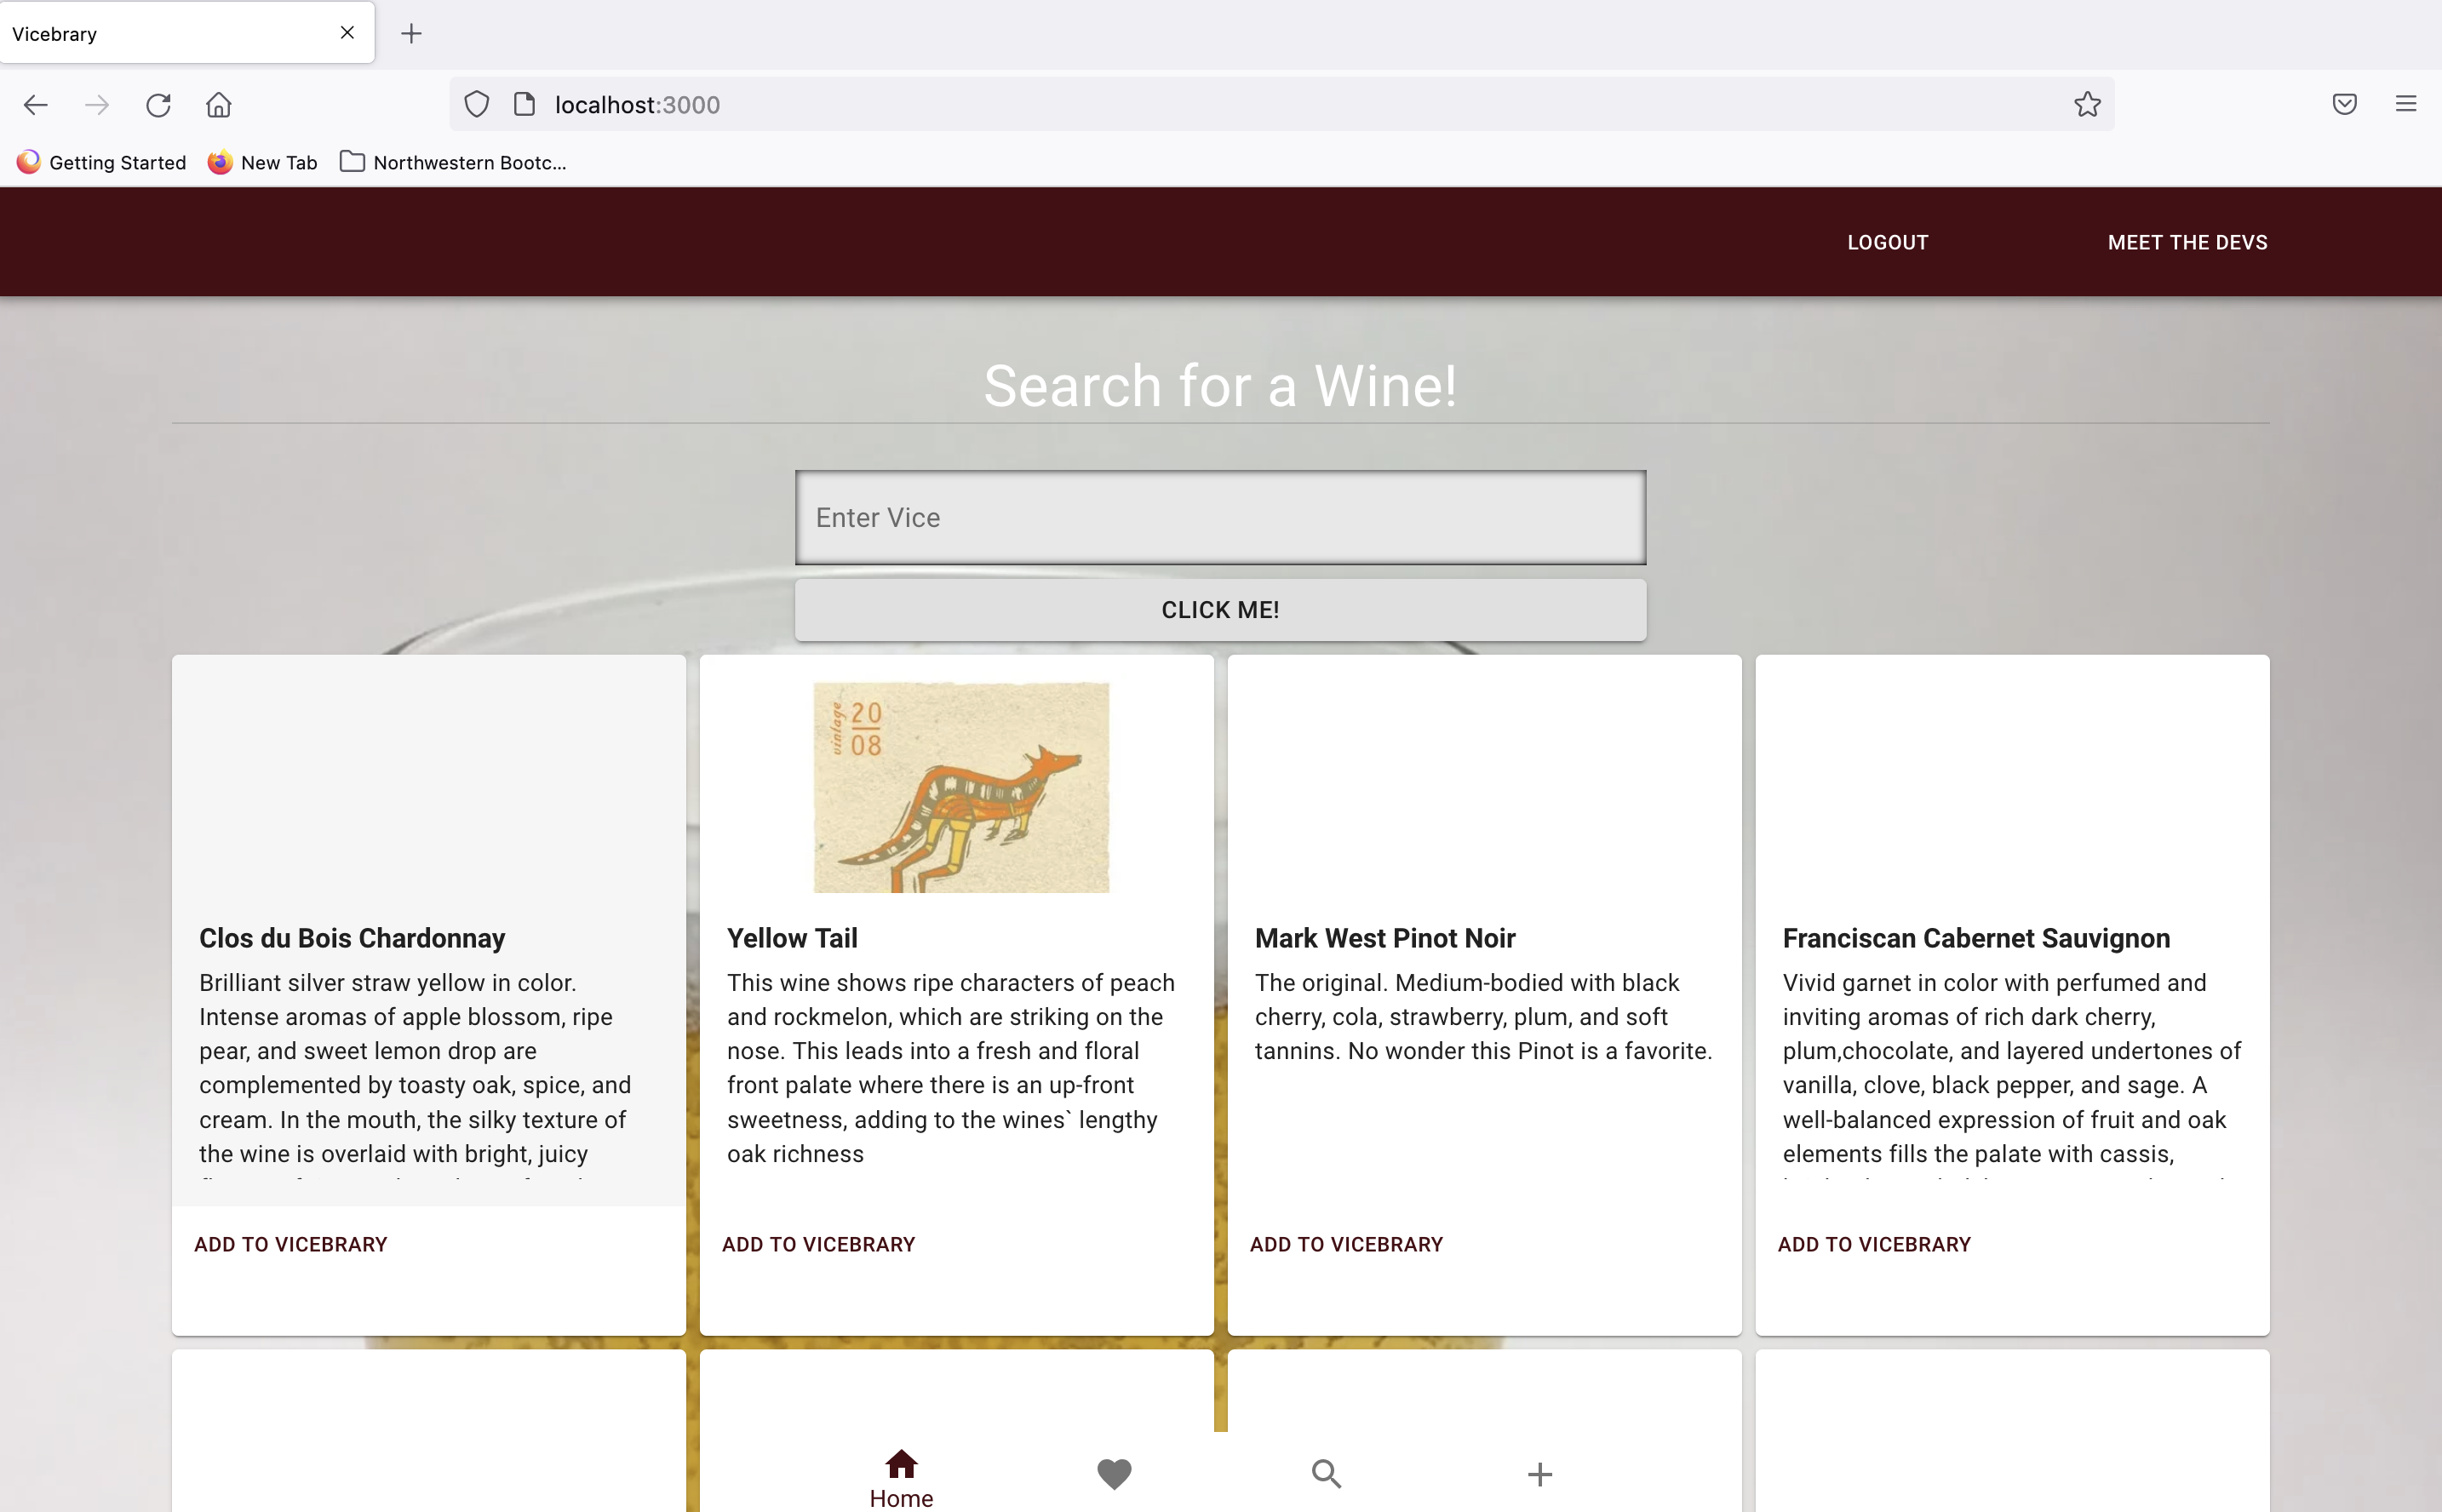 Vicebrary
localhost:3000
Getting Started
New Tab
Northwestern Bootc...
LOGOUT
MEET THE DEVS
Search for a Wine!
Enter Vice
CLICK ME!
vintage
20
08
Clos du Bois Chardonnay
Brilliant silver straw yellow in color.
Intense aromas of apple blossom, ripe
pear, and sweet lemon drop are
complemented by toasty oak, spice, and
cream. In the mouth, the silky texture of
the wine is overlaid with bright, juicy
ADD TO VICEBRARY
Yellow Tail
This wine shows ripe characters of peach
and rockmelon, which are striking on the
nose. This leads into a fresh and floral
front palate where there is an up-front
sweetness, adding to the wines` lengthy
oak richness
ADD TO VICEBRARY
Mark West Pinot Noir
The original. Medium-bodied with black
cherry, cola, strawberry, plum, and soft
tannins. No wonder this Pinot is a favorite.
ADD TO VICEBRARY
Franciscan Cabernet Sauvignon
Vivid garnet in color with perfumed and
inviting aromas of rich dark cherry,
plum,chocolate, and layered undertones of
vanilla, clove, black pepper, and sage. A
well-balanced expression of fruit and oak
elements fills the palate with cassis,
ADD TO VICEBRARY
Home